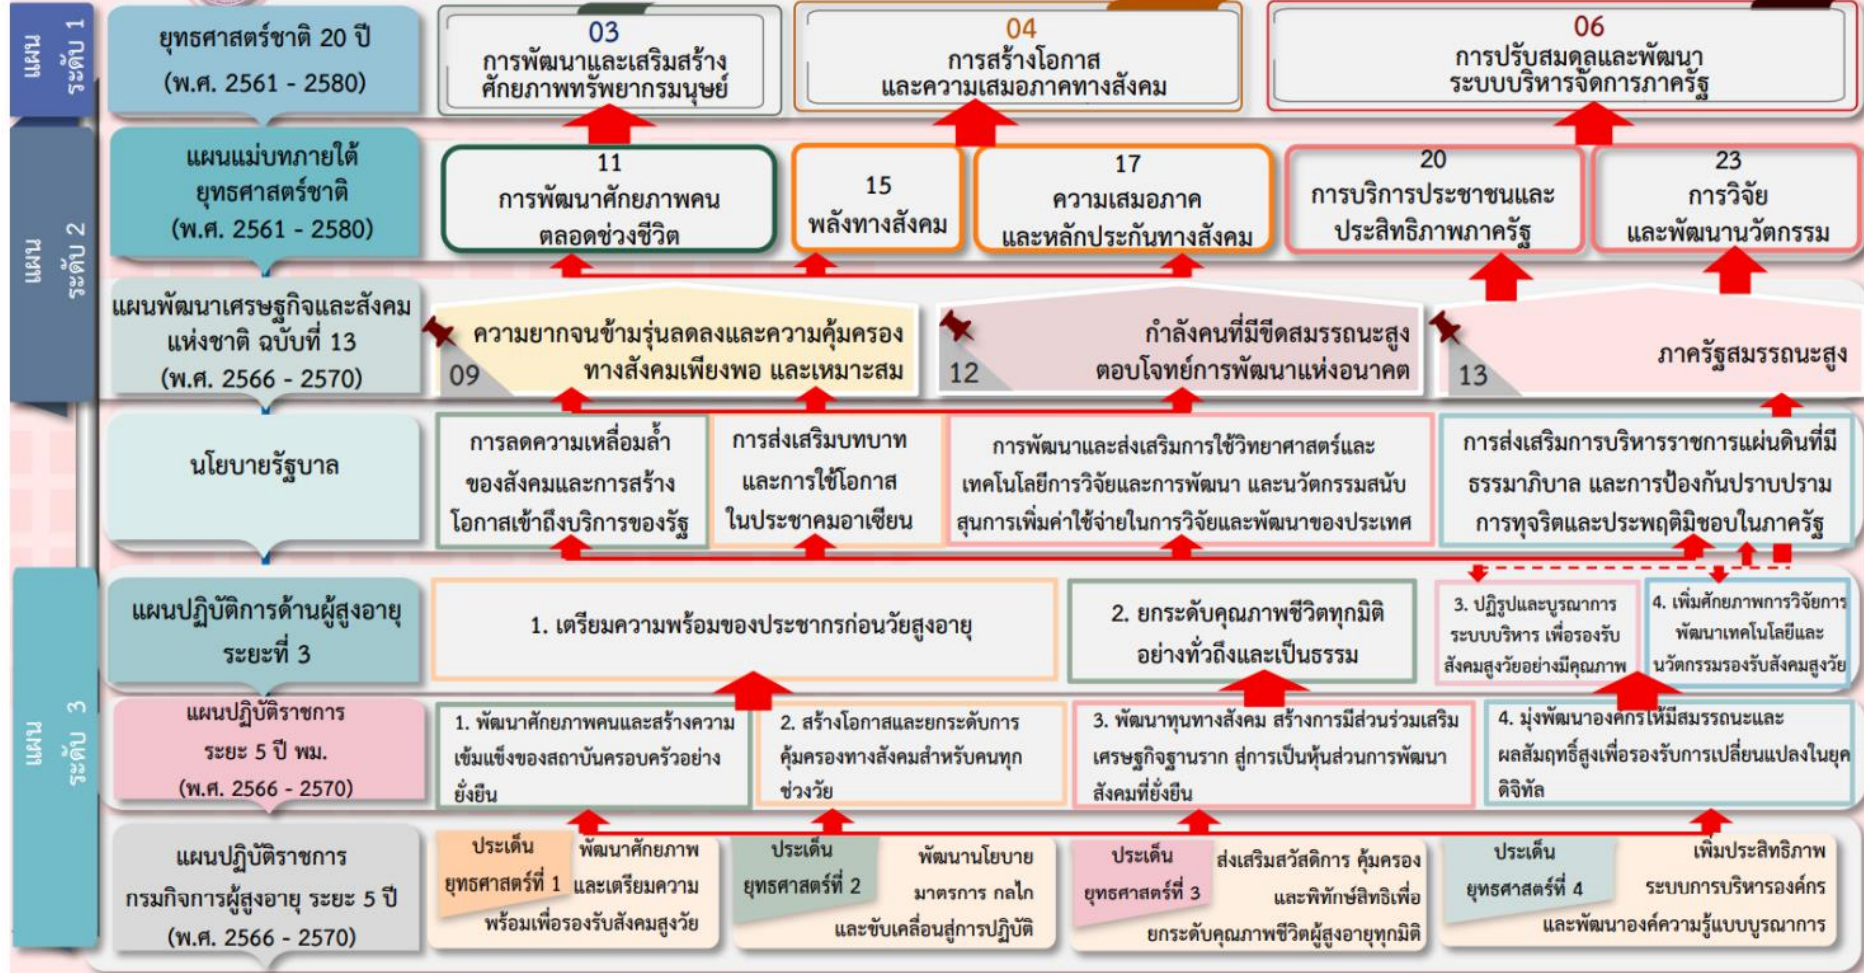 แผน
ระดับ 1
ยุทธศาสตร์ชาติ 20 ปี
(พ.ศ. 2561 - 2580)
03
การพัฒนาและเสริมสร้าง
ศักยภาพทรัพยากรมนุษย์
04
การสร้างโอกาส
และความเสมอภาคทางสังคม
06
การปรับสมดุลและพัฒนา
ระบบบริหารจัดการภาครัฐ
แผน
ระดับ 2
แผนแม่บทภายใต้
ยุทธศาสตร์ชาติ
(พ.ศ. 2561 - 2580)
11
การพัฒนาศักยภาพคน
ตลอดช่วงชีวิต
15
พลังทางสังคม
17
ความเสมอภาค
และหลักประกันทางสังคม
20
การบริการประชาชนและ
ประสิทธิภาพภาครัฐ
23
การวิจัย
และพัฒนานวัตกรรม
แผนพัฒนาเศรษฐกิจและสังคม
แห่งชาติ ฉบับที่ 13
(พ.ศ. 2566 - 2570)
09
ความยากจนข้ามรุ่นลดลงและความคุ้มครอง
ทางสังคมเพียงพอ และเหมาะสม
12
กำลังคนที่มีขีดสมรรถนะสูง
ตอบโจทย์การพัฒนาแห่งอนาคต
13
ภาครัฐสมรรถนะสูง
นโยบายรัฐบาล
การลดความเหลื่อมล้ำ
ของสังคมและการสร้าง
โอกาสเข้าถึงบริการของรัฐ
การส่งเสริมบทบาท
และการใช้โอกาส
ในประชาคมอาเซียน
การพัฒนาและส่งเสริมการใช้วิทยาศาสตร์และ
เทคโนโลยีการวิจัยและการพัฒนา และนวัตกรรมสนับ
สุนการเพิ่มค่าใช้จ่ายในการวิจัยและพัฒนาของประเทศ
การส่งเสริมการบริหารราชการแผ่นดินที่มี
ธรรมาภิบาล และการป้องกันปราบปราม
การทุจริตและประพฤติมิชอบในภาครัฐ
แผน
ระดับ 3
แผนปฏิบัติการด้านผู้สูงอายุ
ระยะที่ 3
1. เตรียมความพร้อมของประชากรก่อนวัยสูงอายุ
2. ยกระดับคุณภาพชีวิตทุกมิติ
อย่างทั่วถึงและเป็นธรรม
3. ปฏิรูปและบูรณาการ
ระบบบริหาร เพื่อรองรับ
สังคมสูงวัยอย่างมีคุณภาพ
4. เพิ่มศักยภาพการวิจัยการ
พัฒนาเทคโนโลยีและ
นวัตกรรมรองรับสังคมสูงวัย
แผนปฏิบัติราชการ
ระยะ 5 ปี พม.
(พ.ศ. 2566 - 2570)
1. พัฒนาศักยภาพคนและสร้างความ
เข้มแข็งของสถาบันครอบครัวอย่าง
ยั่งยืน
2. สร้างโอกาสและยกระดับการ
คุ้มครองทางสังคมสำหรับคนทุก
ช่วงวัย
3. พัฒนาทุนทางสังคม สร้างการมีส่วนร่วมเสริม
เศรษฐกิจฐานราก สู่การเป็นหุ้นส่วนการพัฒนา
สังคมที่ยั่งยืน
4. มุ่งพัฒนาองค์กรให้มีสมรรถนะและ
ผลสัมฤทธิ์สูงเพื่อรองรับการเปลี่ยนแปลงในยุค
ดิจิทัล
แผนปฏิบัติราชการ
กรมกิจการผู้สูงอายุ ระยะ 5 ปี
(พ.ศ. 2566 - 2570)
ประเด็น
ยุทธศาสตร์ที่ 1
พัฒนาศักยภาพ
และเตรียมความ
พร้อมเพื่อรองรับสังคมสูงวัย
ประเด็น
ยุทธศาสตร์ที่ 2
พัฒนานโยบาย
มาตรการ กลไก
และขับเคลื่อนสู่การปฏิบัติ
ประเด็น
ยุทธศาสตร์ที่ 3
ส่งเสริมสวัสดิการ คุ้มครอง
และพิทักษ์สิทธิเพื่อ
ยกระดับคุณภาพชีวิตผู้สูงอายุทุกมิติ
ประเด็น
ยุทธศาสตร์ที่ 4
เพิ่มประสิทธิภาพ
ระบบการบริหารองค์กร
และพัฒนาองค์ความรู้แบบบูรณาการ